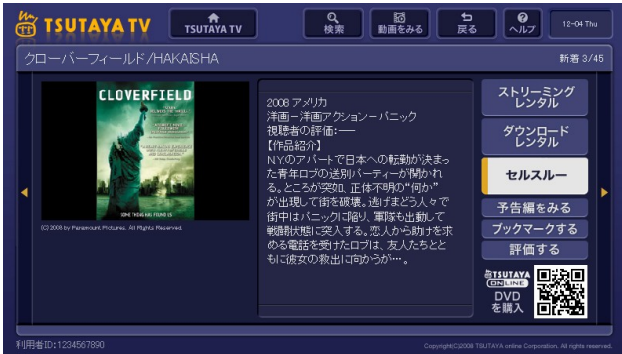 TSUTAYA TV
TSUTAYA TV
検索
動画をみる
戻る
ヘルプ
12-04 Thu
クローバーフィールド/HAKAISHA
新着 3/45
CLOVERFIELD
SOME THING HAS FOUND US
(C) 2008 by Paramount Pictures. All Rights Reserved.
2008 アメリカ
洋画−洋画アクション−パニック
視聴者の評価:――
【作品紹介】
NYのアパートで日本への転勤が決まっ
た青年ロブの送別パーティーが開かれ
る。ところが突如、正体不明の“何か”
が出現して街を破壊。逃げまどう人々で
街中はパニックに陥り、軍隊も出動して
戦闘状態に突入する。恋人から助けを求
める電話を受けたロブは、友人たちとと
もに彼女の救出に向かうが…。
ストリーミング
レンタル
ダウンロード
レンタル
セルスルー
予告編をみる
ブックマークする
評価する
TSUTAYA
ONLINE
DVD
を購入
利用者ID:1234567890
Copyright(C)2008 TSUTAYA online Corporation. All rights reserved.